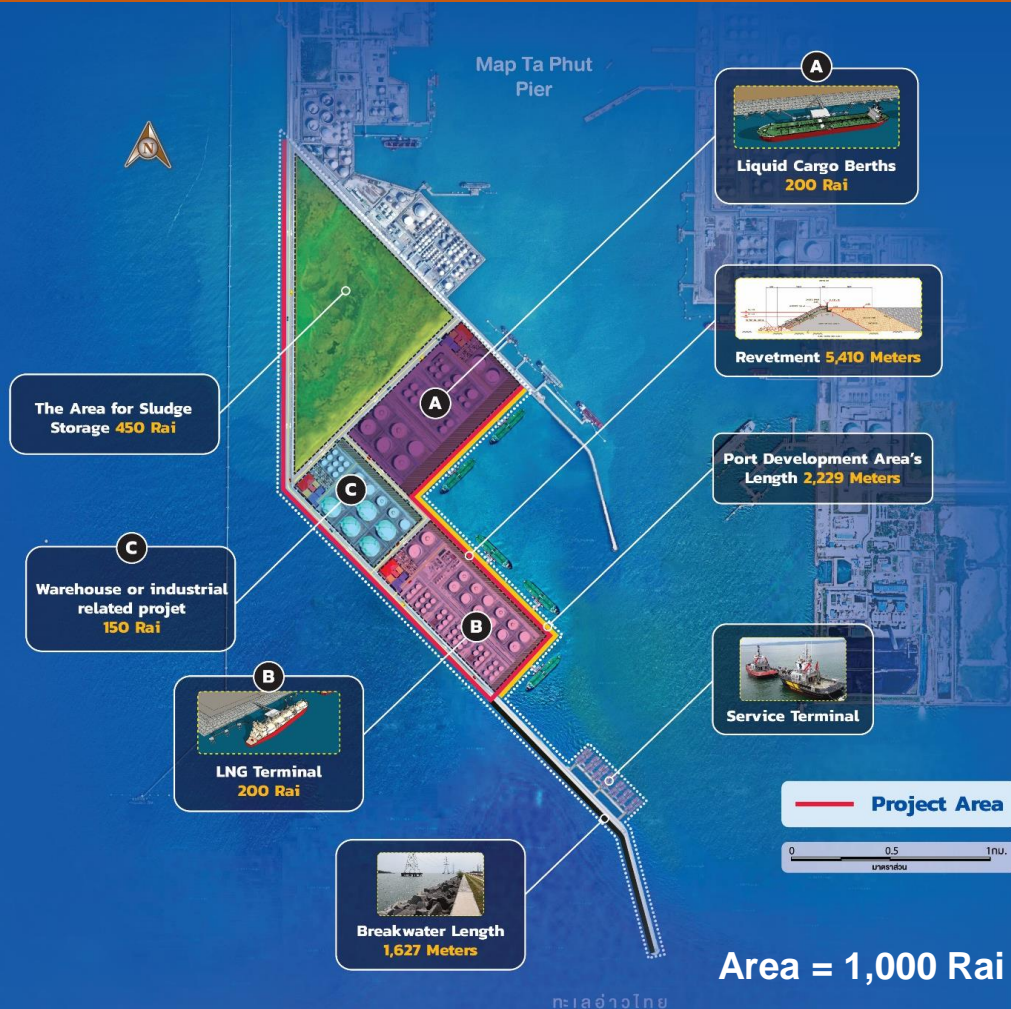 Map Ta Phut
Pier
N
A
Liquid Cargo Berths
200 Rai
Revetment 5,410 Meters
The Area for Sludge
Storage 450 Rai
A
Port Development Area's
Length 2,229 Meters
C
C
Warehouse or industrial
related projet
150 Rai
B
B
LNG Terminal
200 Rai
Service Terminal
Project Area
0 0.5 1กม.
มาตราส่วน
Breakwater Length
1,627 Meters
Area = 1,000 Rai
ทะเลอ่าวไทย